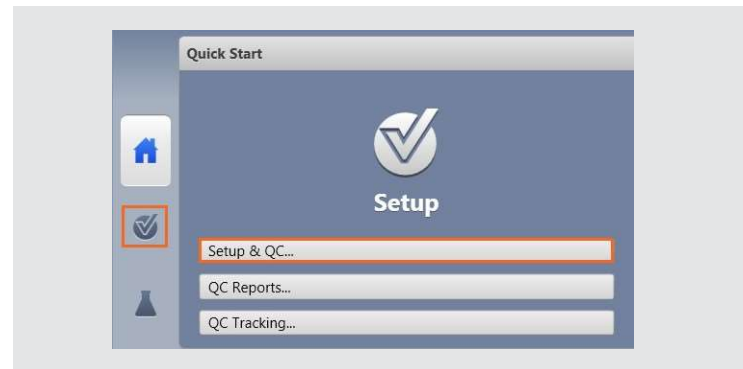 Quick Start
Setup
Setup & QC...
QC Reports...
QC Tracking...